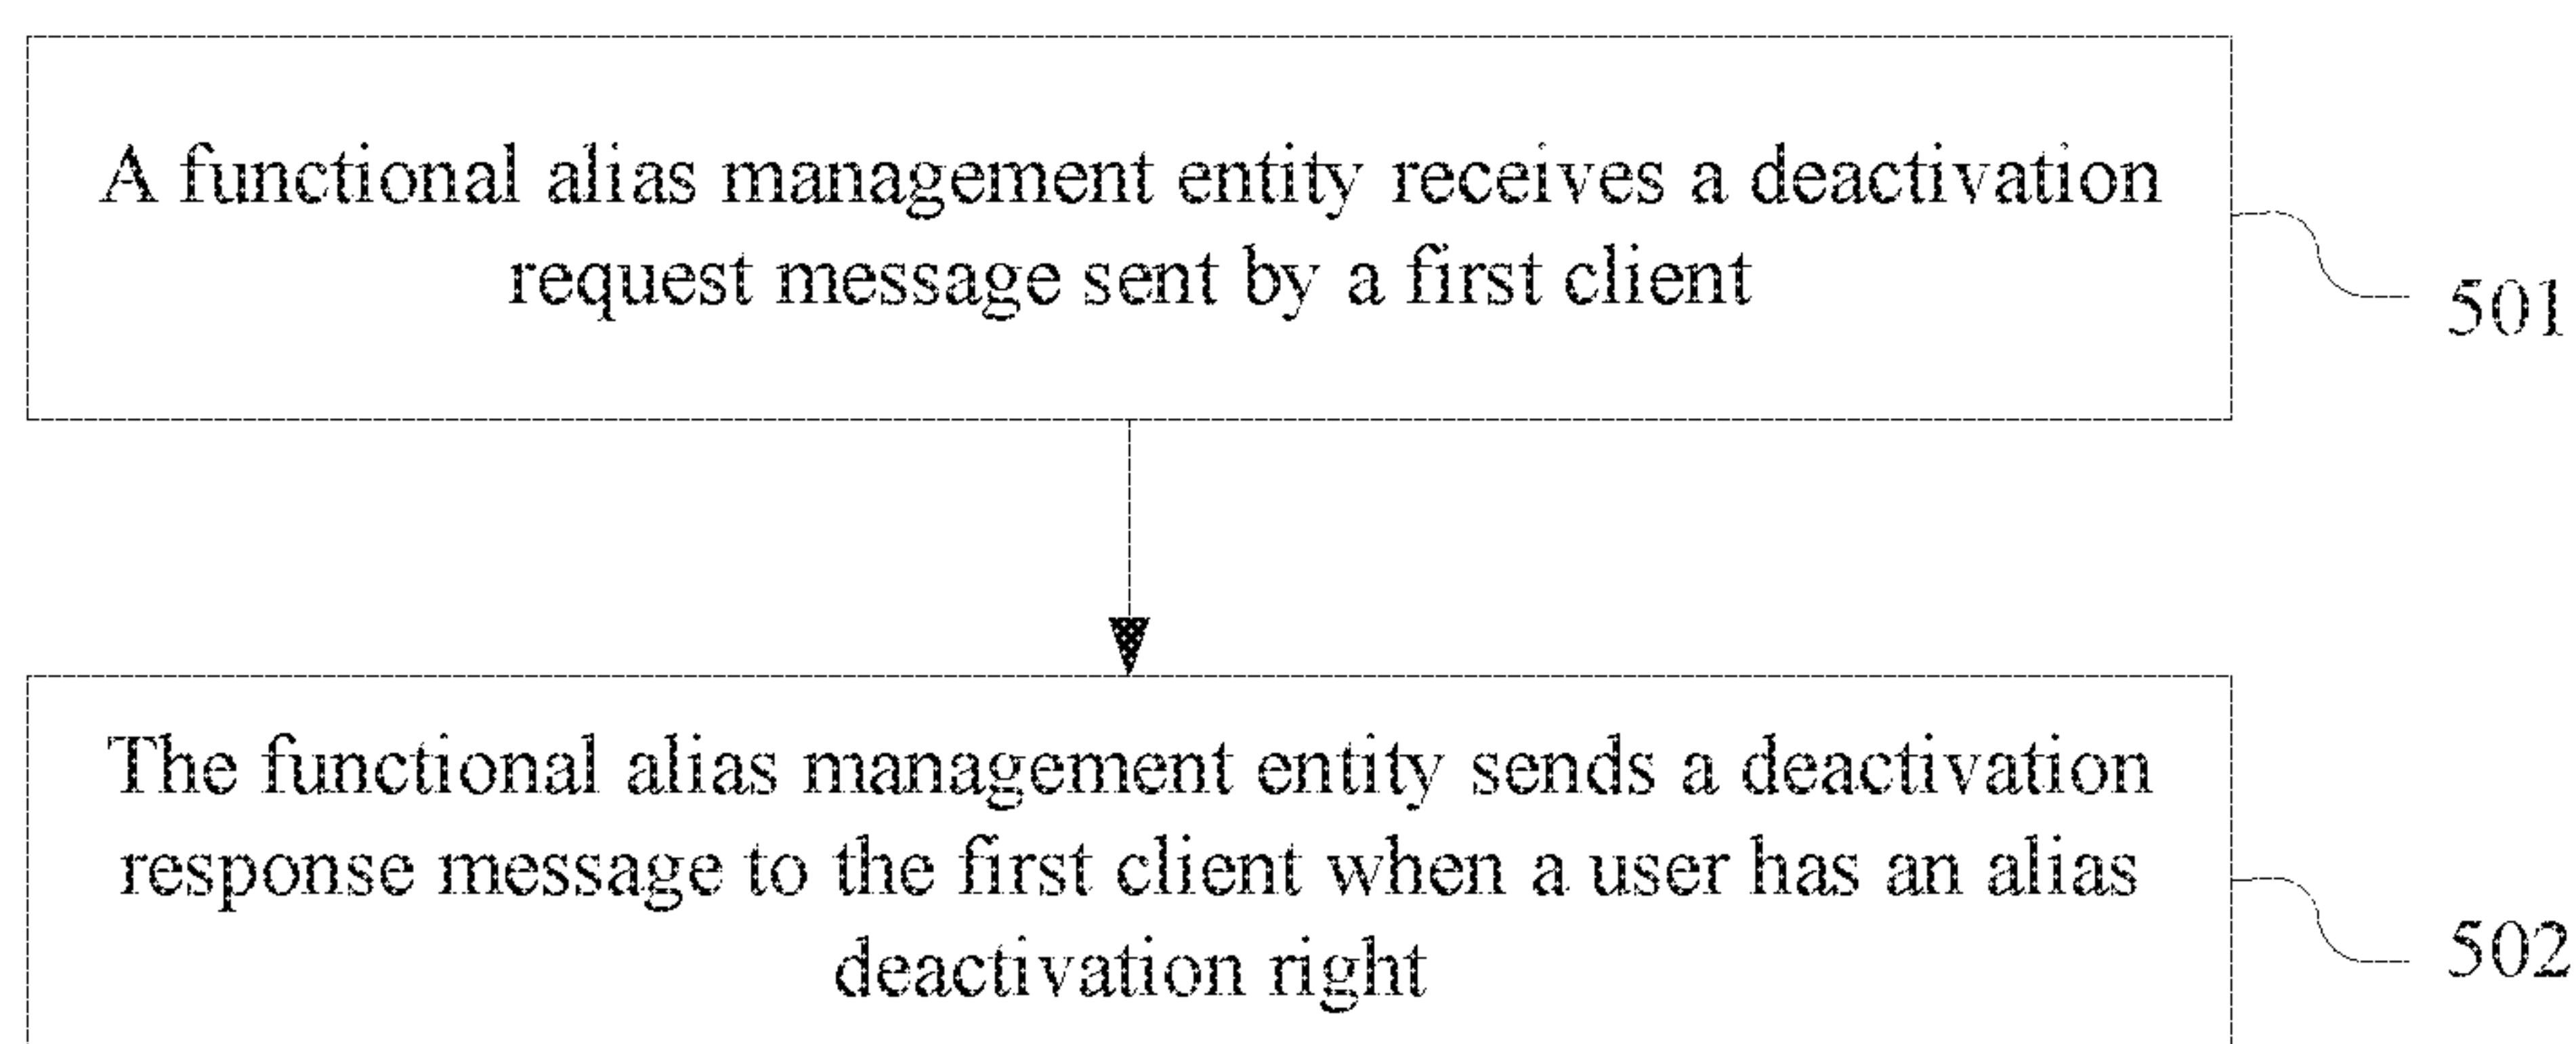 A functional alias management entity receives a deactivation
request message sent by a first client
501
The functional alias management entity sends a deactivation
response message to the first client when a user has an alias
deactivation right
502